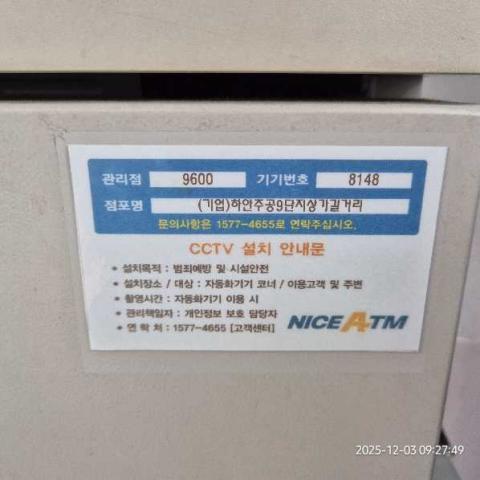 관리점 9600 기기번호 8148
점포명 (기업)하안주공9단지상가길거리
문의사항은 1577-4655로 연락주십시오.
CCTV 설치 안내문
• 설치목적 : 범죄예방 및 시설안전
• 설치장소 / 대상 : 자동화기기 코너 / 이용고객 및 주변
• 촬영시간 : 자동화기기 이용 시
• 관리책임자 : 개인정보 보호 담당자
• 연 락 처 : 1577-4655 [고객센터]
NICE ATM
2025-12-03 09:27:49